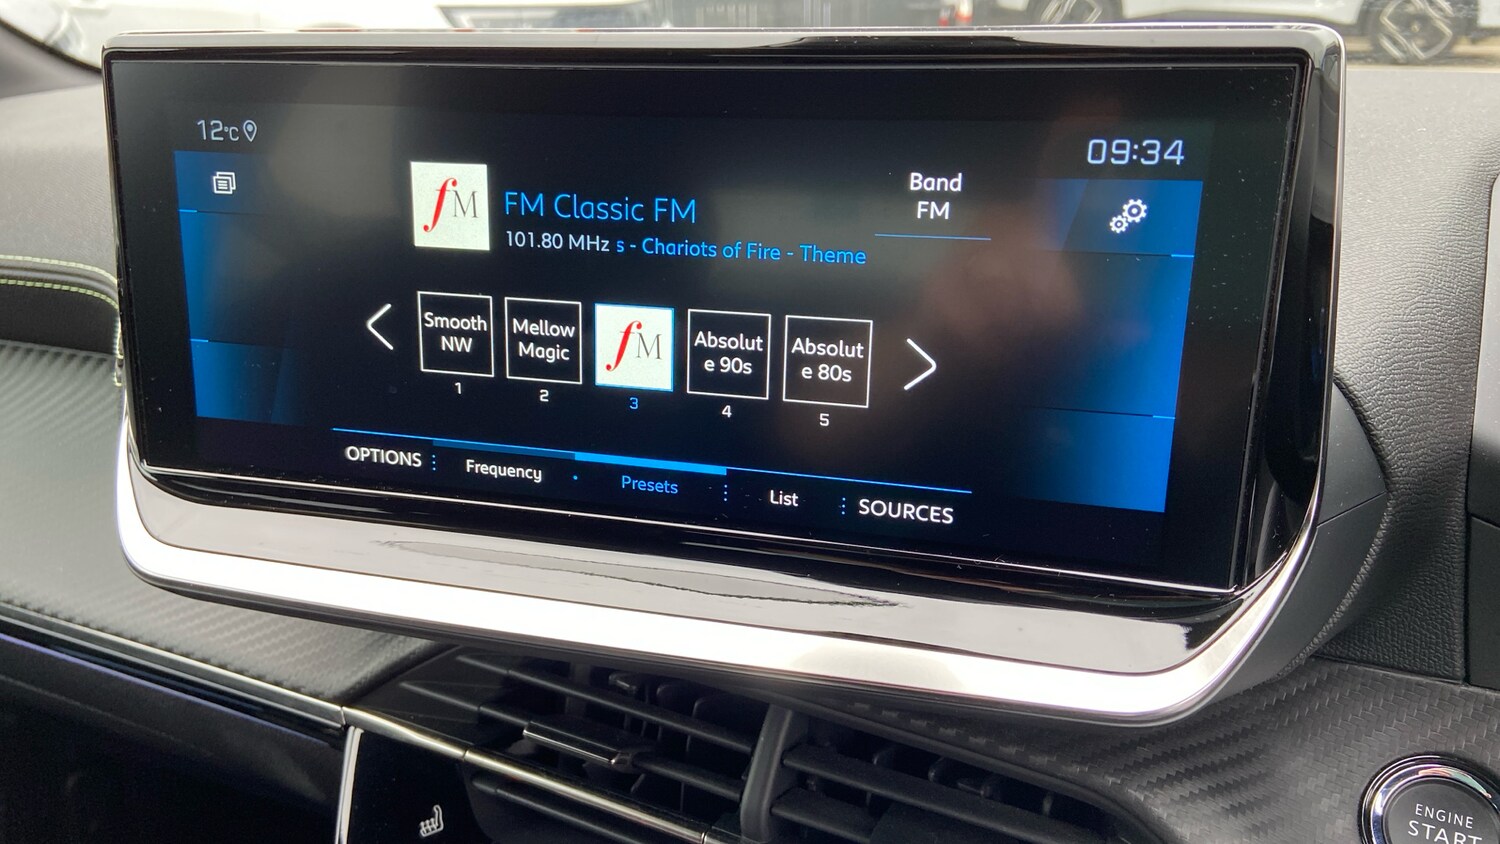 12°C
09:34
fM
FM Classic FM
101.80 MHz s - Chariots of Fire - Theme
Band
FM
Smooth
NW
1
Mellow
Magic
2
fM
3
Absolut
e 90s
4
Absolut
e 80s
5
OPTIONS
Frequency
Presets
List
SOURCES
ENGINE
START